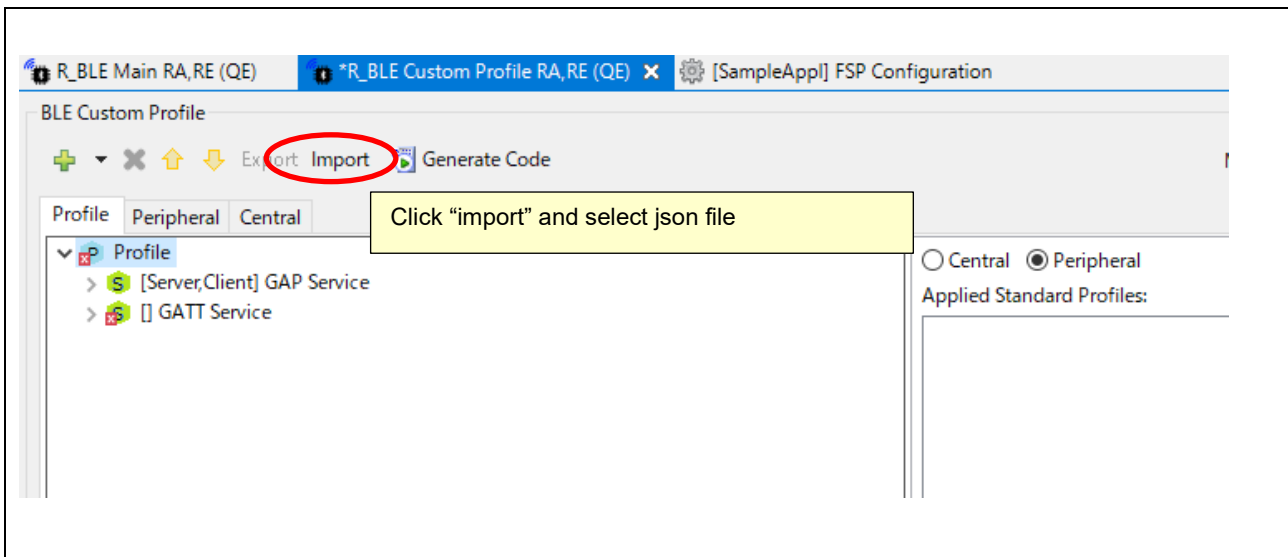 R_BLE Main RA,RE (QE) *R_BLE Custom Profile RA,RE (QE) [SampleAppl] FSP Configuration
BLE Custom Profile
Export Import Generate Code
Profile Peripheral Central
Click “import” and select json file
P Profile
S [Server,Client] GAP Service
S [] GATT Service
Central Peripheral
Applied Standard Profiles: